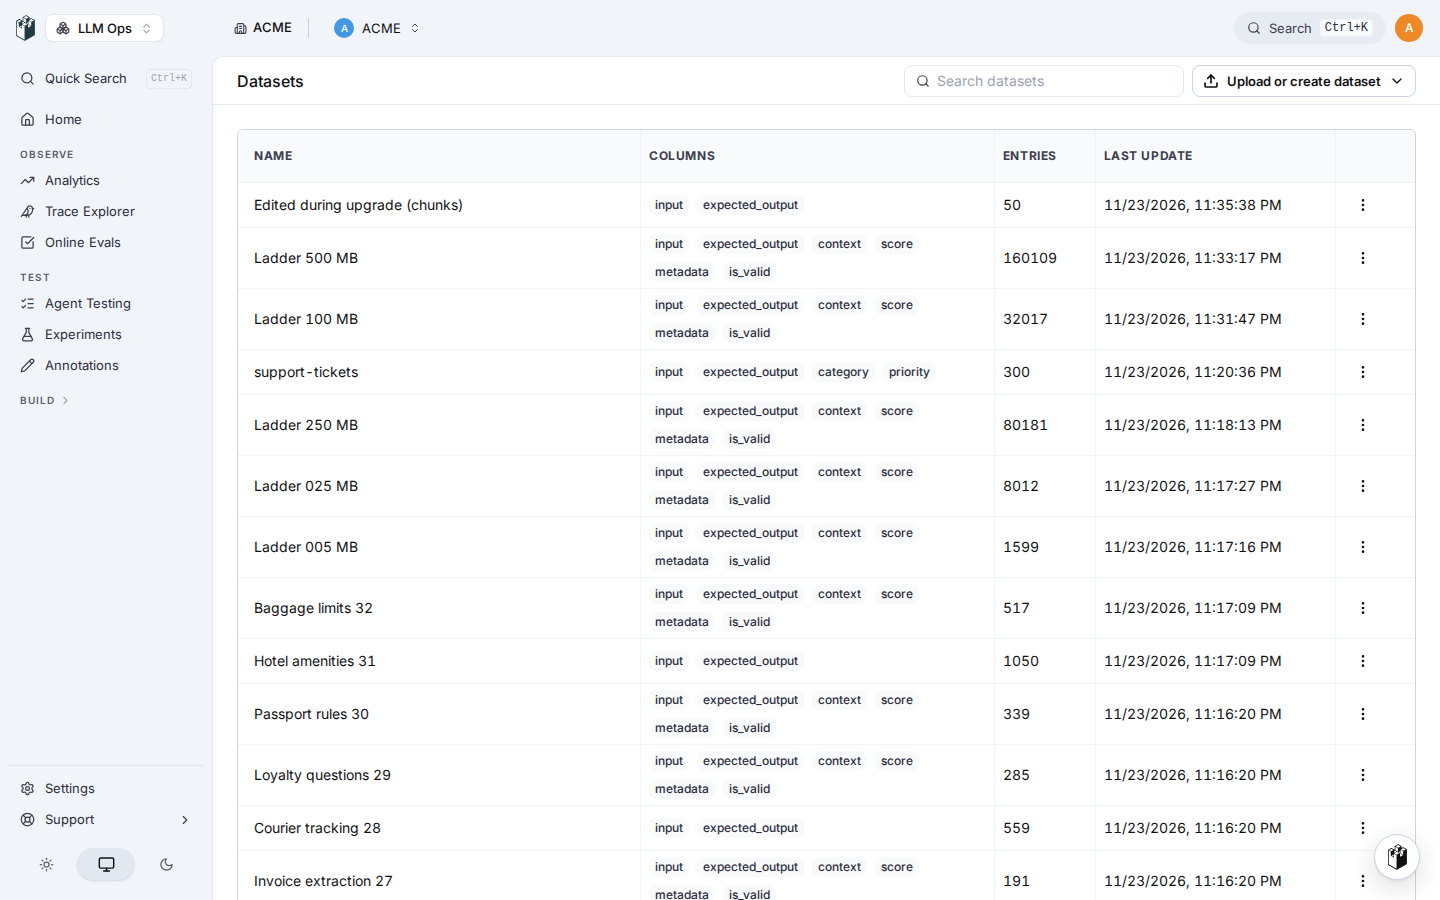 LLM Ops
ACME
A ACME
Search Ctrl+K
A
Quick Search Ctrl+K
Home
OBSERVE
Analytics
Trace Explorer
Online Evals
TEST
Agent Testing
Experiments
Annotations
BUILD
Settings
Support
Datasets
Search datasets
Upload or create dataset
NAME COLUMNS ENTRIES LAST UPDATE
Edited during upgrade (chunks) input expected_output 50 11/23/2026, 11:35:38 PM
Ladder 500 MB input expected_output context score 160109 11/23/2026, 11:33:17 PM
metadata is_valid
Ladder 100 MB input expected_output context score 32017 11/23/2026, 11:31:47 PM
metadata is_valid
support-tickets input expected_output category priority 300 11/23/2026, 11:20:36 PM
Ladder 250 MB input expected_output context score 80181 11/23/2026, 11:18:13 PM
metadata is_valid
Ladder 025 MB input expected_output context score 8012 11/23/2026, 11:17:27 PM
metadata is_valid
Ladder 005 MB input expected_output context score 1599 11/23/2026, 11:17:16 PM
metadata is_valid
Baggage limits 32 input expected_output context score 517 11/23/2026, 11:17:09 PM
metadata is_valid
Hotel amenities 31 input expected_output 1050 11/23/2026, 11:17:09 PM
Passport rules 30 input expected_output context score 339 11/23/2026, 11:16:20 PM
metadata is_valid
Loyalty questions 29 input expected_output context score 285 11/23/2026, 11:16:20 PM
metadata is_valid
Courier tracking 28 input expected_output 559 11/23/2026, 11:16:20 PM
Invoice extraction 27 input expected_output context score 191 11/23/2026, 11:16:20 PM
metadata is_valid